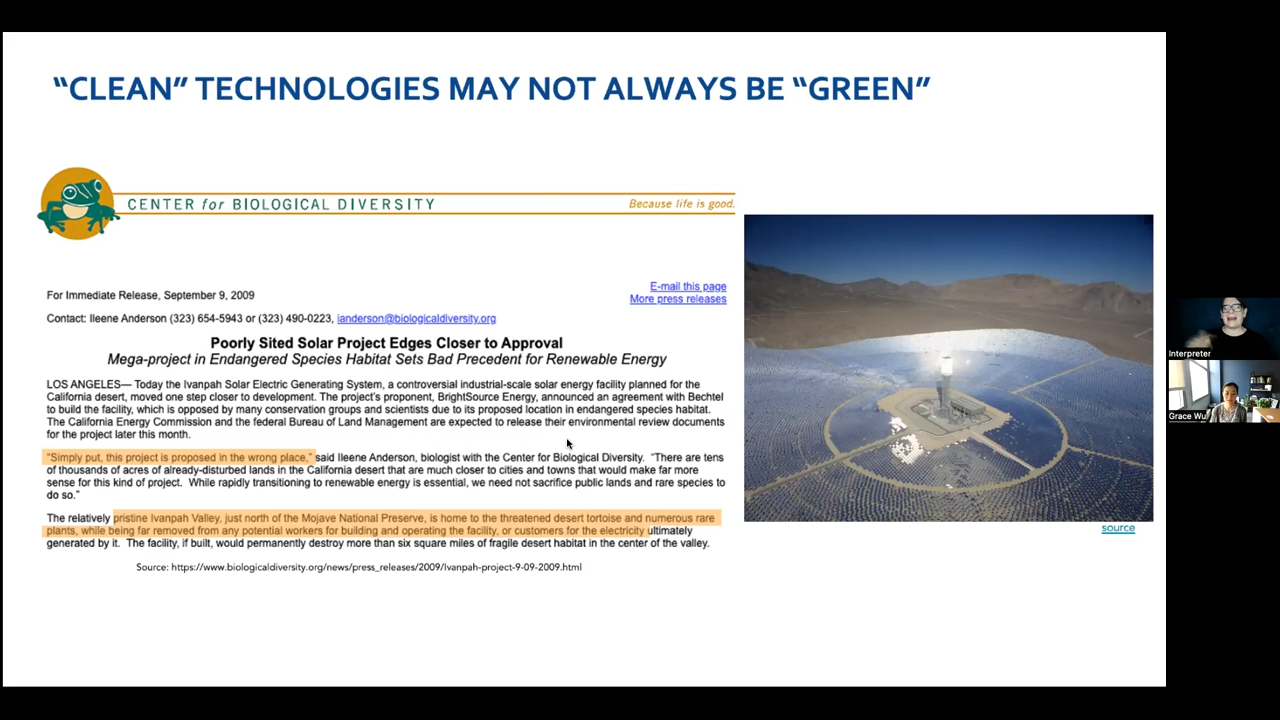 “CLEAN” TECHNOLOGIES MAY NOT ALWAYS BE “GREEN”
CENTER for BIOLOGICAL DIVERSITY
Because life is good.
E-mail this page
For Immediate Release, September 9, 2009
More press releases
Contact: Ileene Anderson (323) 654-5943 or (323) 490-0223, ianderson@biologicaldiversity.org
Poorly Sited Solar Project Edges Closer to Approval
Mega-project in Endangered Species Habitat Sets Bad Precedent for Renewable Energy
LOS ANGELES— Today the Ivanpah Solar Electric Generating System, a controversial industrial-scale solar energy facility planned for the
California desert, moved one step closer to development. The project's proponent, BrightSource Energy, announced an agreement with Bechtel
to build the facility, which is opposed by many conservation groups and scientists due to its proposed location in endangered species habitat.
The California Energy Commission and the federal Bureau of Land Management are expected to release their environmental review documents
for the project later this month.
“Simply put, this project is proposed in the wrong place,” said Ileene Anderson, biologist with the Center for Biological Diversity. “There are tens
of thousands of acres of already-disturbed lands in the California desert that are much closer to cities and towns that would make far more
sense for this kind of project. While rapidly transitioning to renewable energy is essential, we need not sacrifice public lands and rare species to
do so.”
The relatively pristine Ivanpah Valley, just north of the Mojave National Preserve, is home to the threatened desert tortoise and numerous rare
plants, while being far removed from any potential workers for building and operating the facility, or customers for the electricity ultimately
generated by it. The facility, if built, would permanently destroy more than six square miles of fragile desert habitat in the center of the valley.
Source: https://www.biologicaldiversity.org/news/press_releases/2009/Ivanpah-project-9-09-2009.html
source
Interpreter
Grace Wu